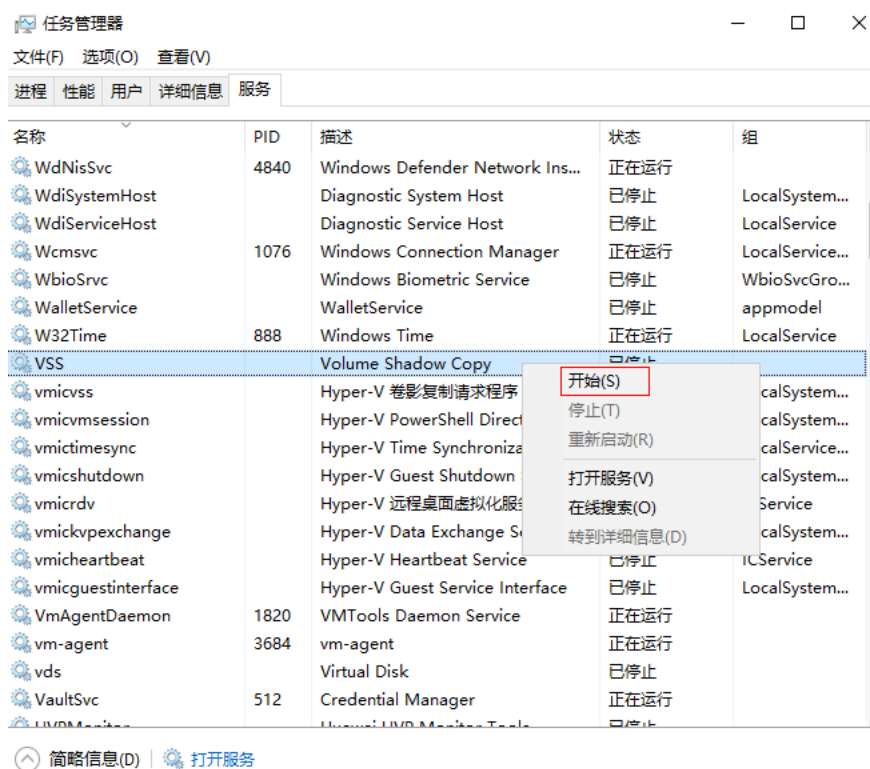 任务管理器
文件(F) 选项(O) 查看(V)
进程 性能 用户 详细信息 服务
名称 PID 描述 状态 组
WdNisSvc 4840 Windows Defender Network Ins... 正在运行
WdiSystemHost Diagnostic System Host 已停止 LocalSystem...
WdiServiceHost Diagnostic Service Host 已停止 LocalService
Wcmsvc 1076 Windows Connection Manager 正在运行 LocalService...
WbioSrvc Windows Biometric Service 已停止 WbioSvcGro...
WalletService WalletService 已停止 appmodel
W32Time 888 Windows Time 正在运行 LocalService
VSS Volume Shadow Copy
开始(S)
vmicvss Hyper-V 卷影复制请求程序 calSystem...
停止(T)
vmicvmsession Hyper-V PowerShell Direct calSystem...
重新启动(R)
vmictimesync Hyper-V Time Synchroniza calService...
vmicshutdown Hyper-V Guest Shutdown calSystem...
打开服务(V)
vmicrdv Hyper-V 远程桌面虚拟化服 Service
在线搜索(O)
vmickvpexchange Hyper-V Data Exchange calSystem...
转到详细信息(D)
vmicheartbeat Hyper-V Heartbeat Service 已停止 ICService
vmicguestinterface Hyper-V Guest Service Interface 已停止 LocalSystem...
VmAgentDaemon 1820 VMTools Daemon Service 正在运行
vm-agent 3684 vm-agent 正在运行
vds Virtual Disk 已停止
VaultSvc 512 Credential Manager 正在运行
简略信息(D) 打开服务